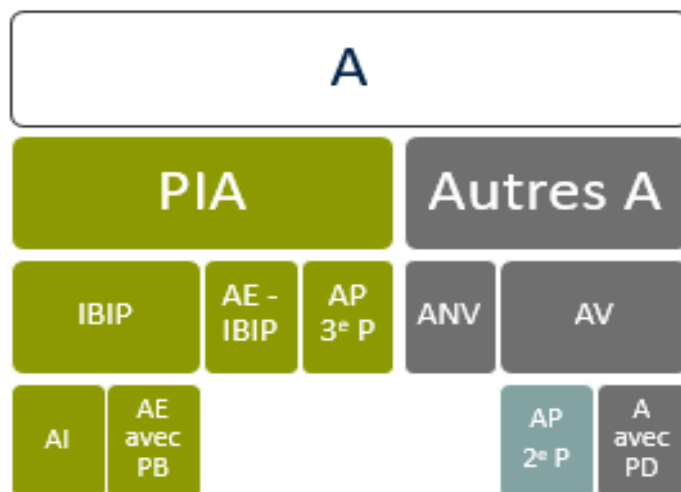 A
PIA
Autres A
IBIP
AE -
IBIP
AP
3ᵉ P
ANV
AV
AI
AE
avec
PB
AP
2ᵉ P
A
avec
PD